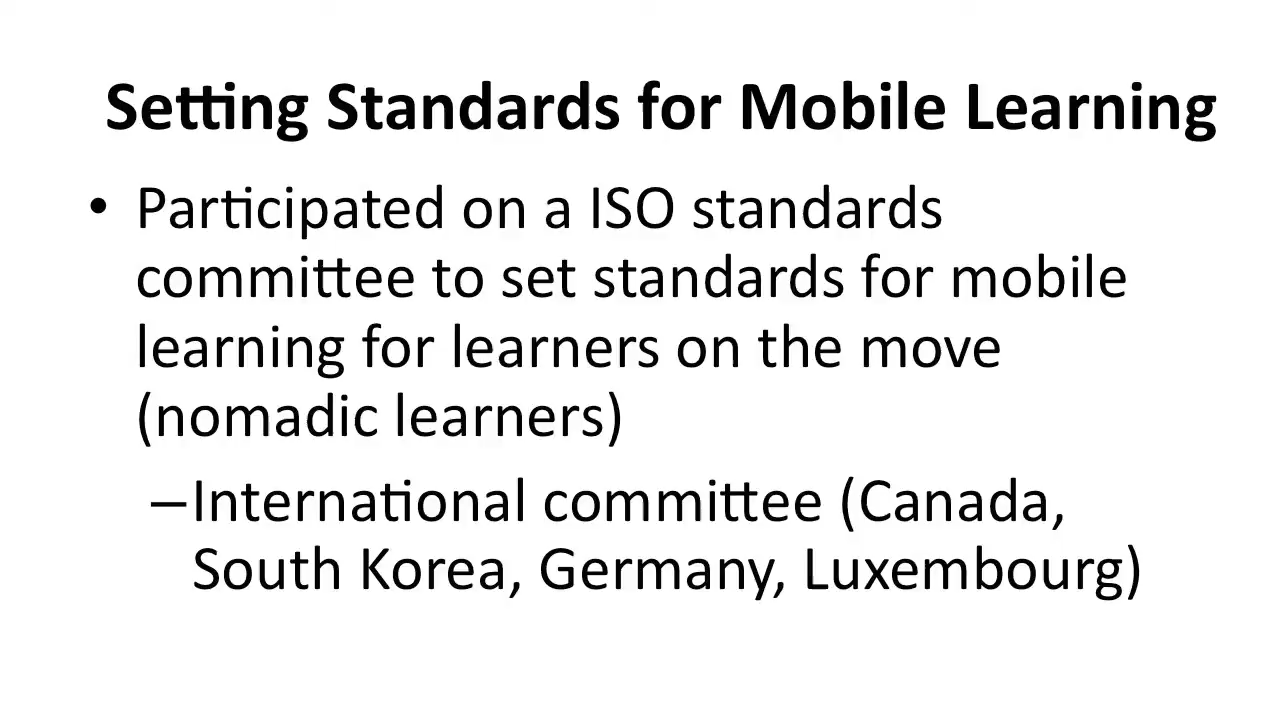 Setting Standards for Mobile Learning
• Participated on a ISO standards
committee to set standards for mobile
learning for learners on the move
(nomadic learners)
–International committee (Canada,
South Korea, Germany, Luxembourg)